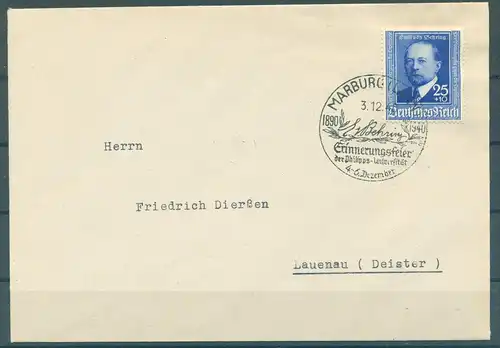 Emil von Behring
25
+10
Deutsches Reich
MARBURG (L
3.12.4
1890 1940
E v Behring
Erinnerungsfeier
der Philipps-Universität
4.-6. Dezember
Herrn
Friedrich Dierßen
Lauenau ( Deister )